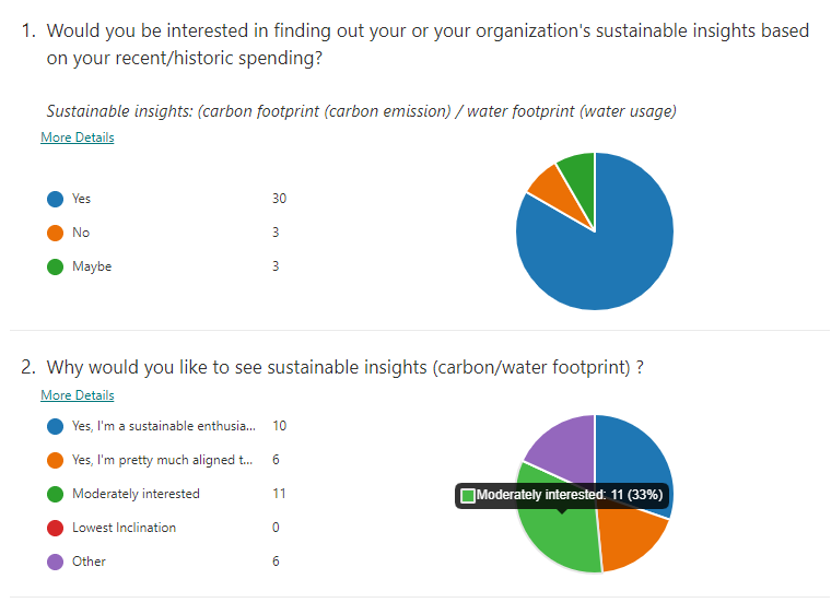 1. Would you be interested in finding out your or your organization's sustainable insights based
on your recent/historic spending?
Sustainable insights: (carbon footprint (carbon emission) / water footprint (water usage)
More Details
Yes 30
No 3
Maybe 3
2. Why would you like to see sustainable insights (carbon/water footprint) ?
More Details
Yes, I'm a sustainable enthusia... 10
Yes, I'm pretty much aligned t... 6
Moderately interested 11
Lowest Inclination 0
Other 6
Moderately interested: 11 (33%)